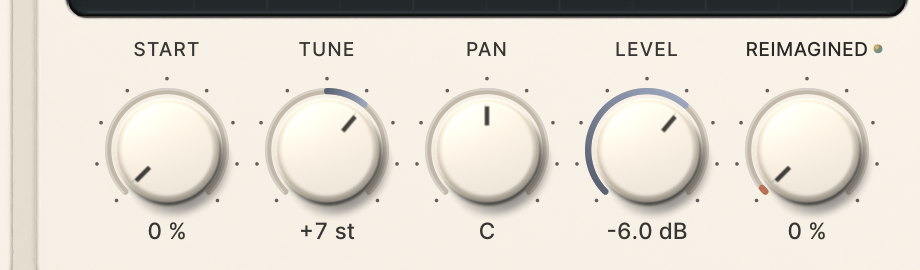 START TUNE PAN LEVEL REIMAGINED
0 % +7 st C -6.0 dB 0 %